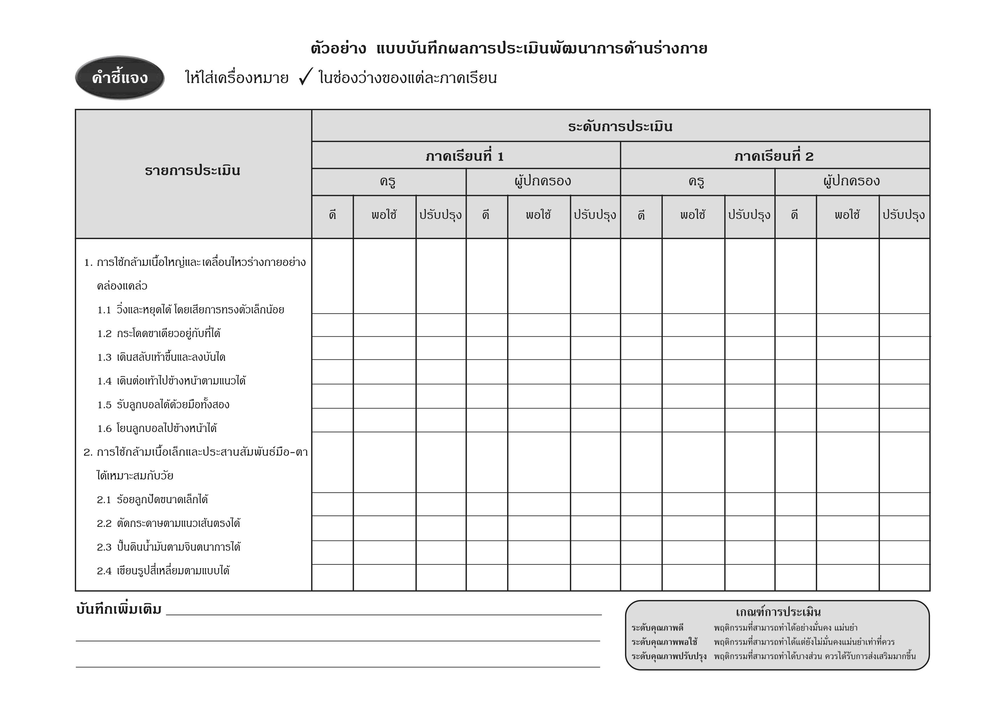 ตัวอย่าง แบบบันทึกผลการประเมินพัฒนาการด้านร่างกาย
คำชี้แจง ให้ใส่เครื่องหมาย ✓ ในช่องว่างของแต่ละภาคเรียน
รายการประเมิน
ระดับการประเมิน
ภาคเรียนที่ 1 ภาคเรียนที่ 2
ครู ผู้ปกครอง ครู ผู้ปกครอง
ดี พอใช้ ปรับปรุง ดี พอใช้ ปรับปรุง ดี พอใช้ ปรับปรุง ดี พอใช้ ปรับปรุง
1. การใช้กล้ามเนื้อใหญ่และเคลื่อนไหวร่างกายอย่าง
คล่องแคล่ว
1.1 วิ่งและหยุดได้ โดยเสียการทรงตัวเล็กน้อย
1.2 กระโดดขาเดียวอยู่กับที่ได้
1.3 เดินสลับเท้าขึ้นและลงบันได
1.4 เดินต่อเท้าไปข้างหน้าตามแนวได้
1.5 รับลูกบอลได้ด้วยมือทั้งสอง
1.6 โยนลูกบอลไปข้างหน้าได้
2. การใช้กล้ามเนื้อเล็กและประสานสัมพันธ์มือ-ตา
ได้เหมาะสมกับวัย
2.1 ร้อยลูกปัดขนาดเล็กได้
2.2 ตัดกระดาษตามแนวเส้นตรงได้
2.3 ปั้นดินน้ำมันตามจินตนาการได้
2.4 เขียนรูปสี่เหลี่ยมตามแบบได้
บันทึกเพิ่มเติม
เกณฑ์การประเมิน
ระดับคุณภาพดี พฤติกรรมที่สามารถทำได้อย่างมั่นคง แม่นยำ
ระดับคุณภาพพอใช้ พฤติกรรมที่สามารถทำได้แต่ยังไม่มั่นคงแม่นยำเท่าที่ควร
ระดับคุณภาพปรับปรุง พฤติกรรมที่สามารถทำได้บางส่วน ควรได้รับการส่งเสริมมากขึ้น